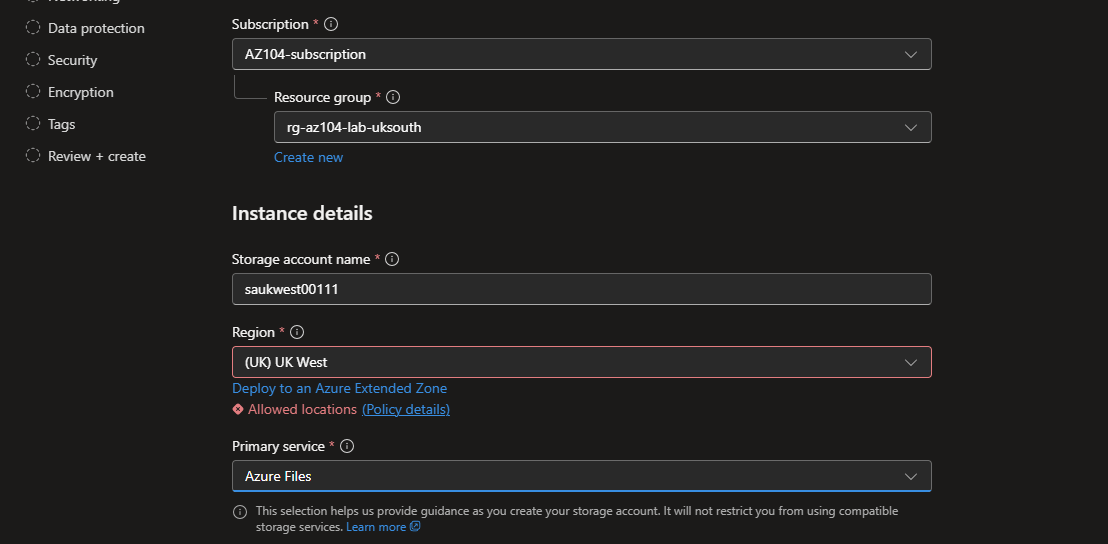 Networking
Data protection
Security
Encryption
Tags
Review + create
Subscription *
AZ104-subscription
Resource group *
rg-az104-lab-uksouth
Create new
Instance details
Storage account name *
saukwest00111
Region *
(UK) UK West
Deploy to an Azure Extended Zone
Allowed locations (Policy details)
Primary service *
Azure Files
This selection helps us provide guidance as you create your storage account. It will not restrict you from using compatible
storage services. Learn more